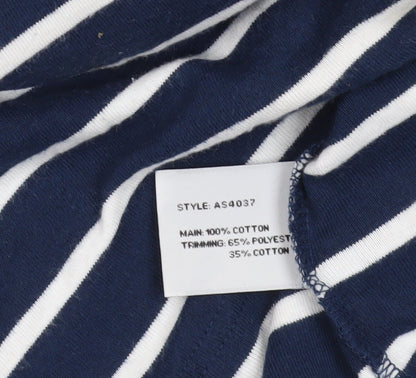 STYLE: AS4037
MAIN: 100% COTTON
TRIMMING: 65% POLYEST
35% COTTON